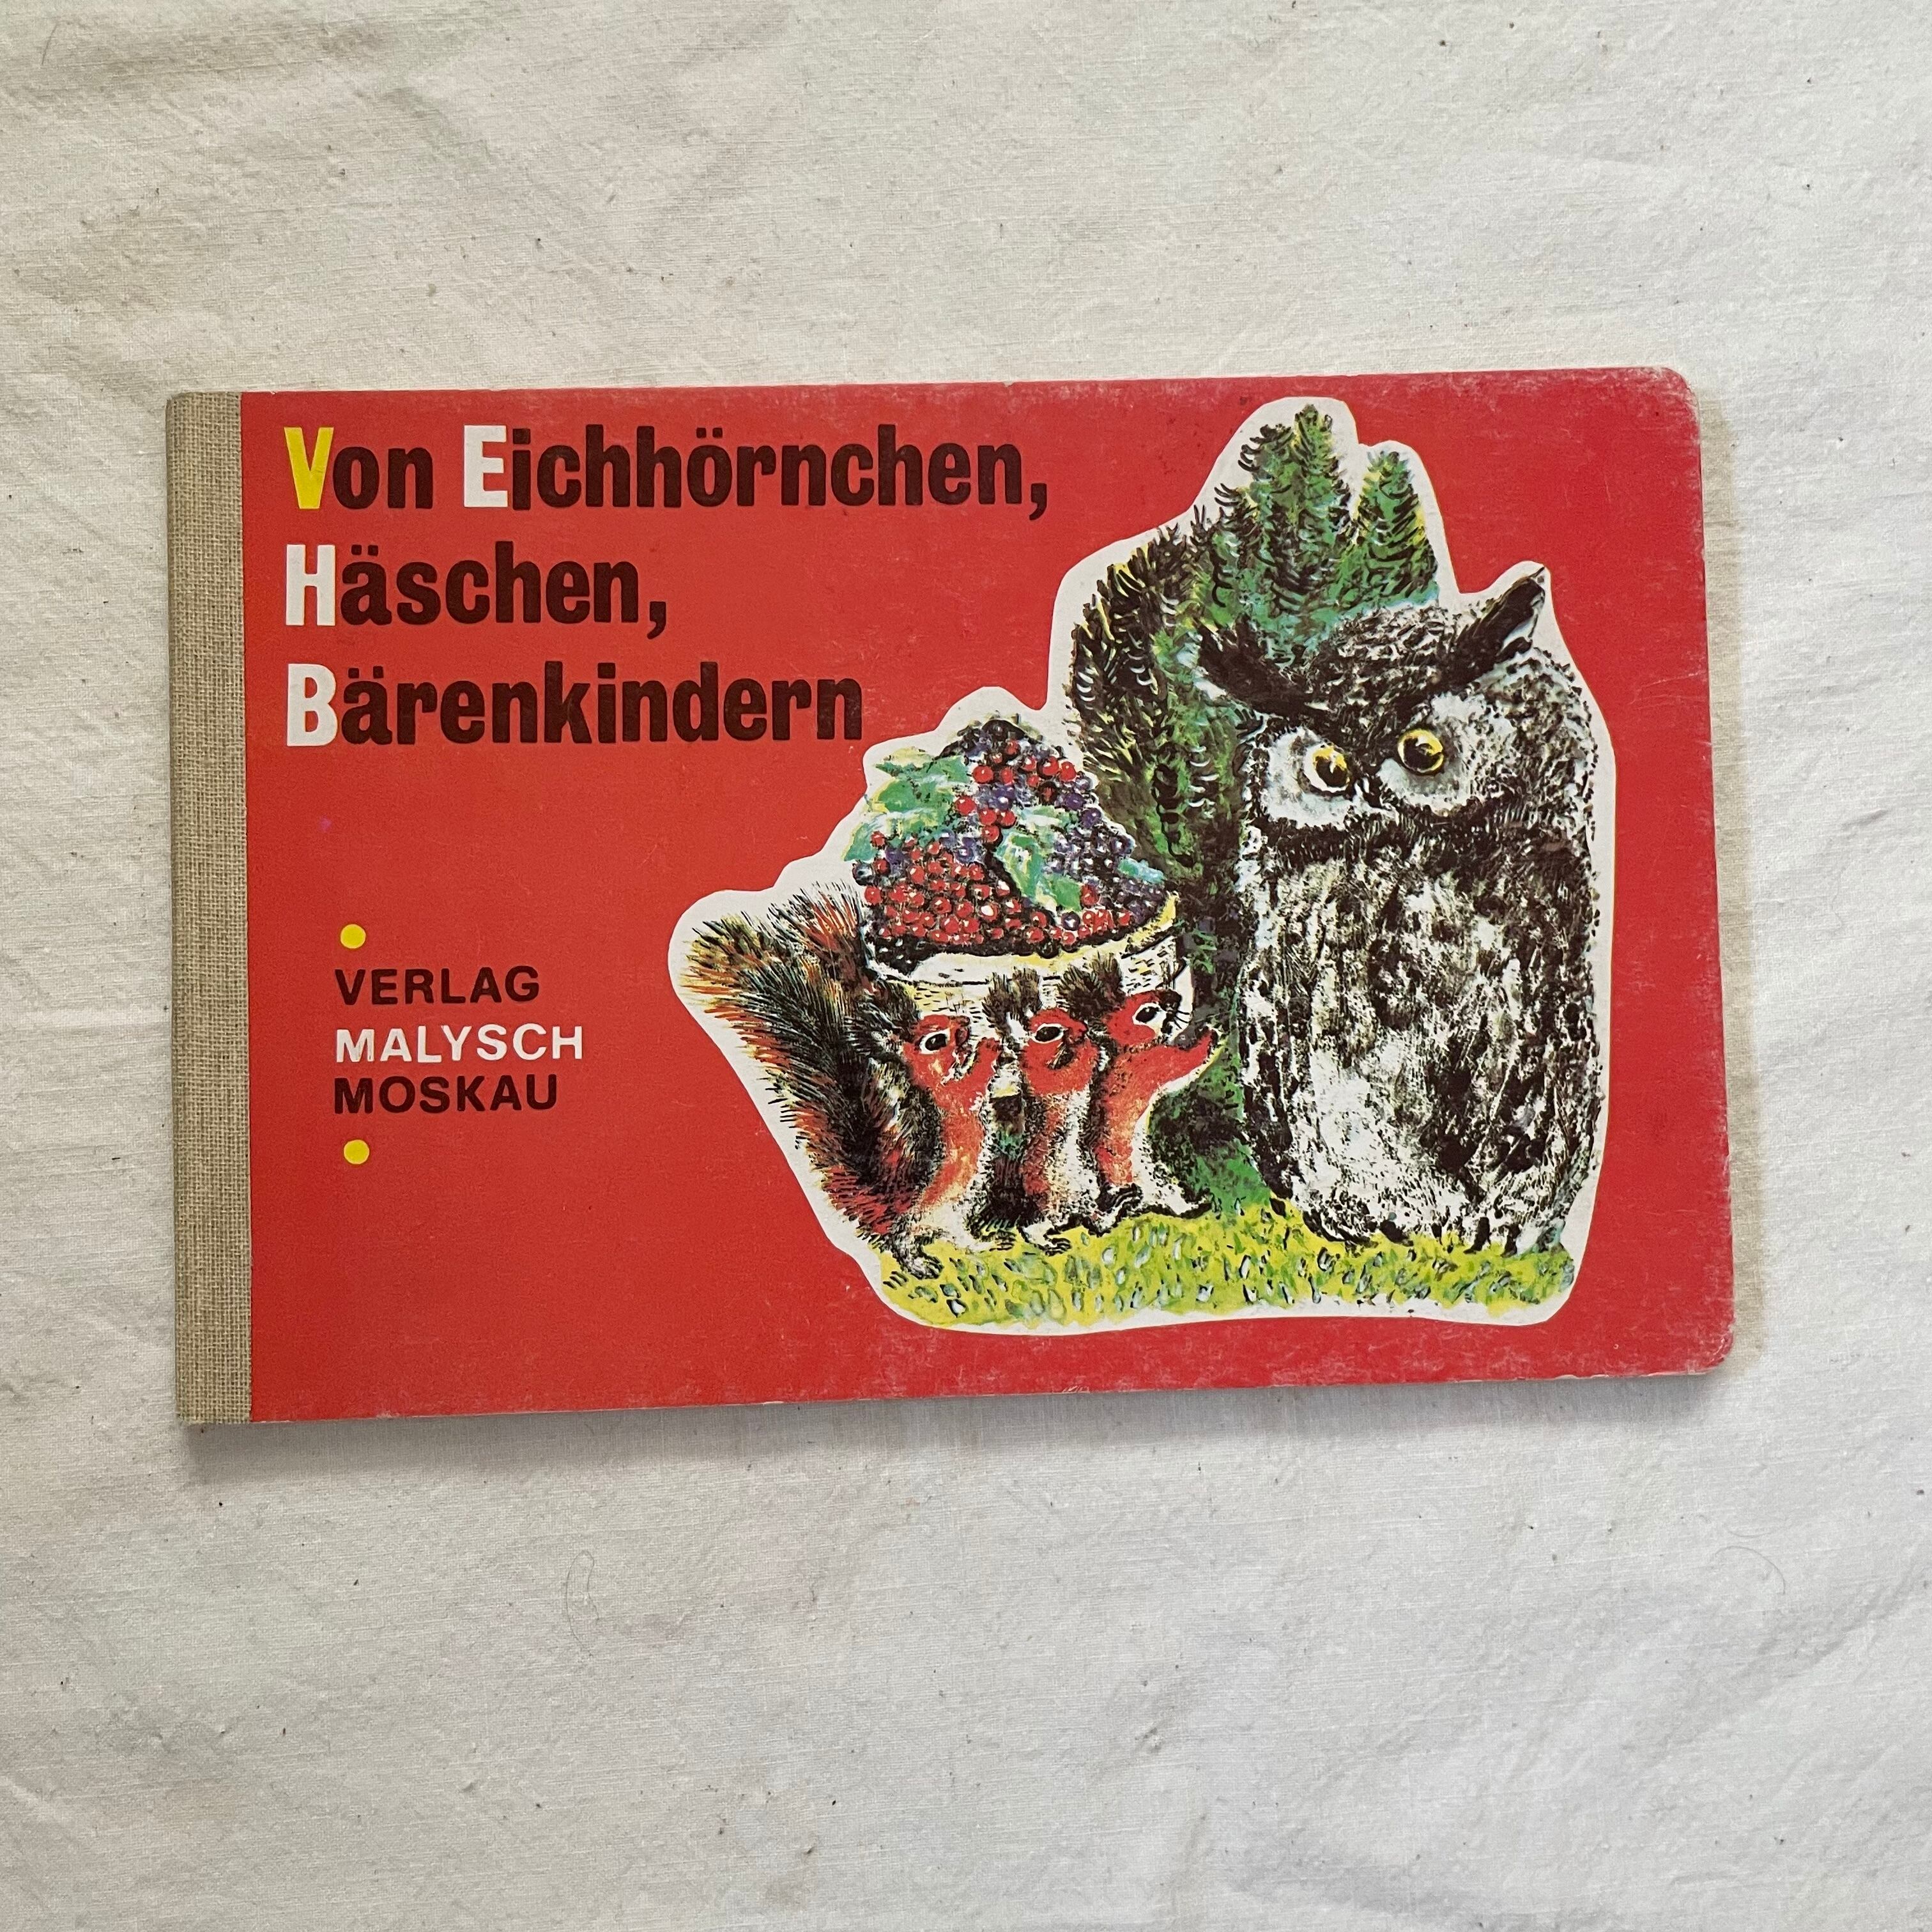 Von Eichhörnchen,
Häschen,
Bärenkindern
VERLAG
MALYSCH
MOSKAU